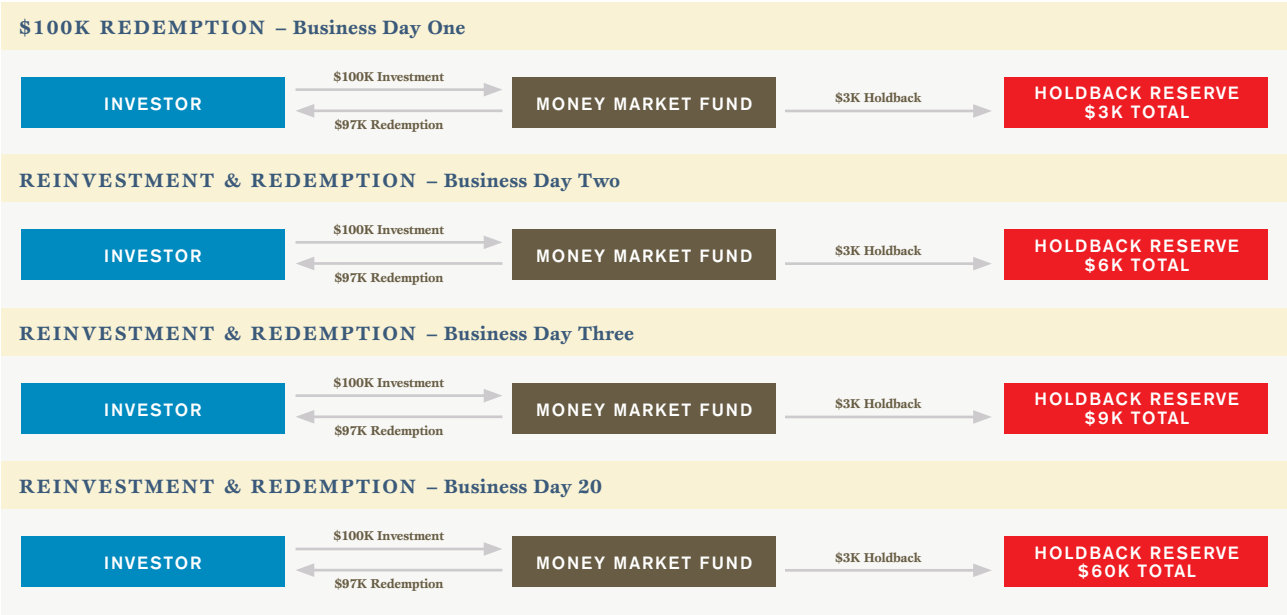 $100K REDEMPTION – Business Day One
$100K Investment
INVESTOR
$97K Redemption
MONEY MARKET FUND
$3K Holdback
HOLDBACK RESERVE
$3K TOTAL
REINVESTMENT & REDEMPTION – Business Day Two
$100K Investment
INVESTOR
$97K Redemption
MONEY MARKET FUND
$3K Holdback
HOLDBACK RESERVE
$6K TOTAL
REINVESTMENT & REDEMPTION – Business Day Three
$100K Investment
INVESTOR
$97K Redemption
MONEY MARKET FUND
$3K Holdback
HOLDBACK RESERVE
$9K TOTAL
REINVESTMENT & REDEMPTION – Business Day 20
$100K Investment
INVESTOR
$97K Redemption
MONEY MARKET FUND
$3K Holdback
HOLDBACK RESERVE
$60K TOTAL